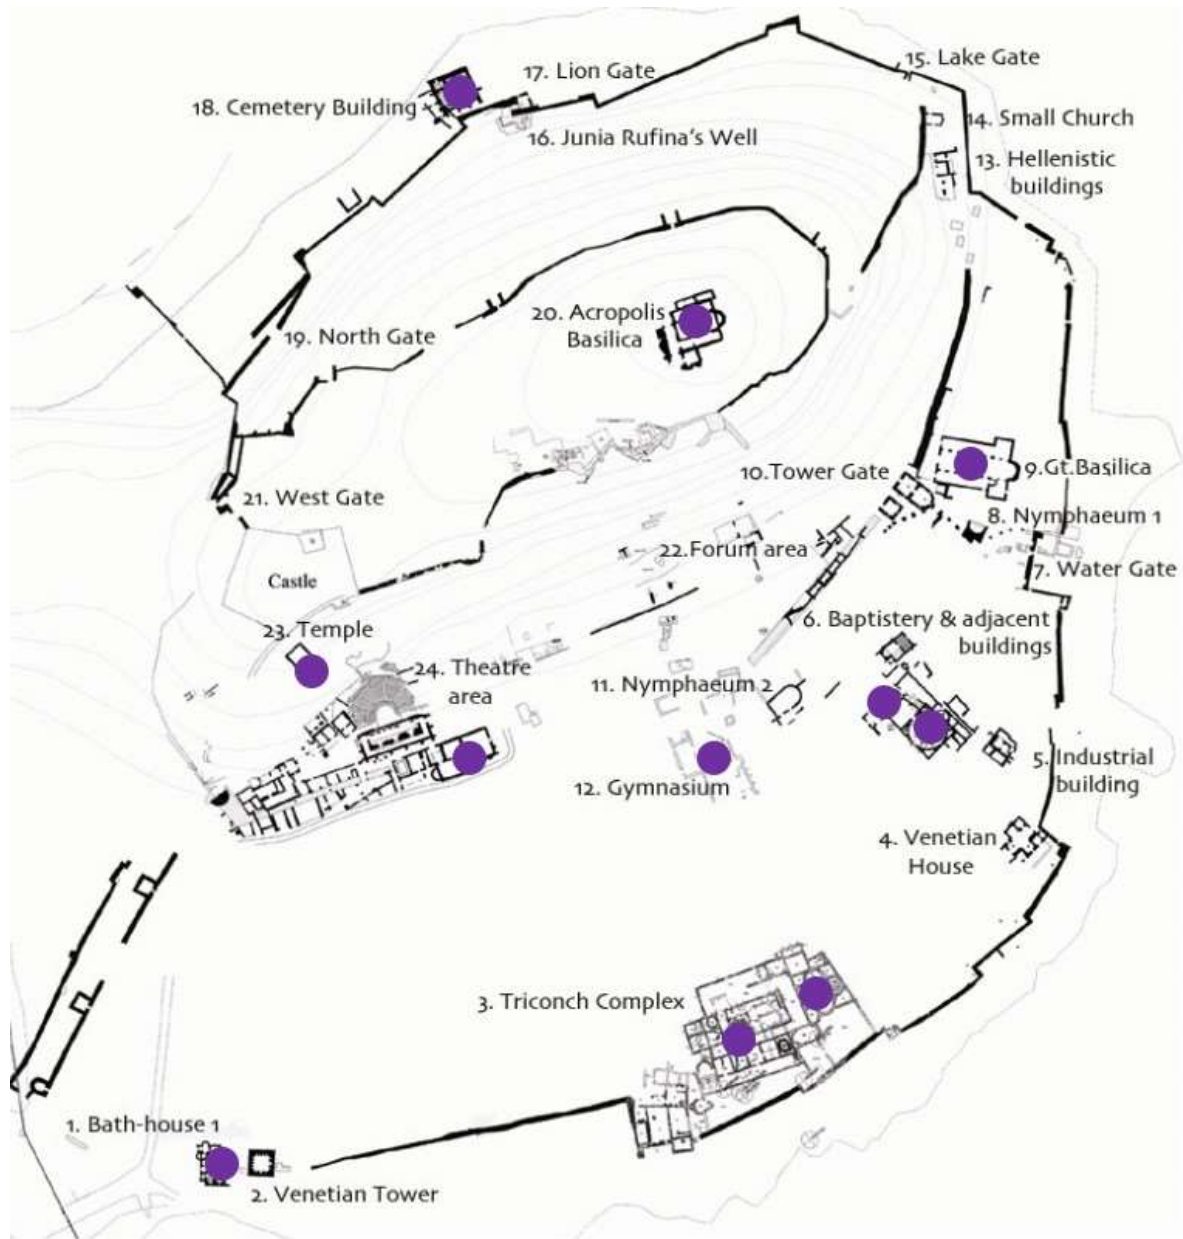 15. Lake Gate
17. Lion Gate
18. Cemetery Building
14. Small Church
16. Junia Rufina's Well
13. Hellenistic
buildings
20. Acropolis
Basilica
19. North Gate
10.Tower Gate
9.Gt.Basilica
21. West Gate
8. Nymphaeum 1
22.Forum area
7. Water Gate
Castle
6. Baptistery & adjacent
buildings
23. Temple
24. Theatre
area
11. Nymphaeum 2
5. Industrial
building
12. Gymnasium
4. Venetian
House
3. Triconch Complex
1. Bath-house 1
2. Venetian Tower